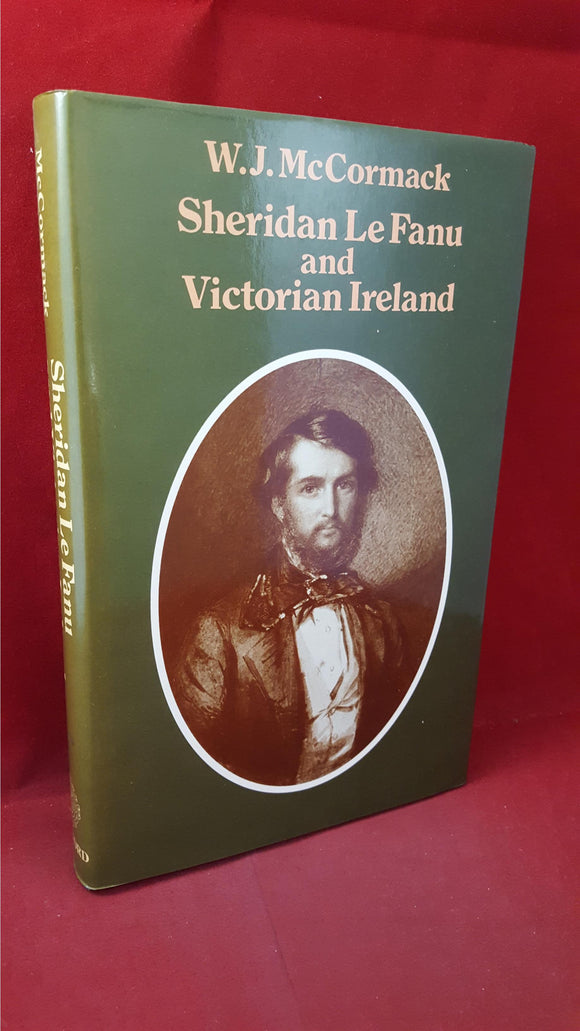 W.J. McCormack
Sheridan Le Fanu
and
Victorian Ireland
McCormack
Sheridan Le Fanu